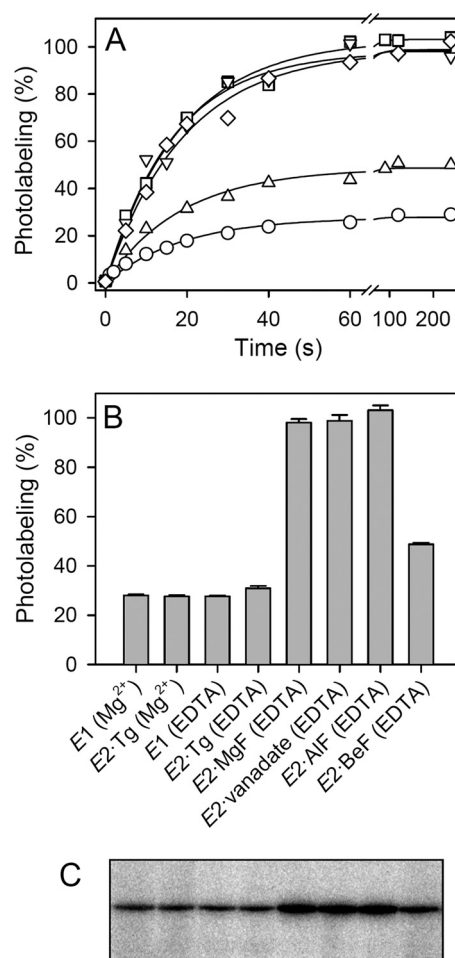 A
Photolabeling (%)
100
80
60
40
20
0
0 20 40 60 100 200
Time (s)
B
Photolabeling (%)
100
80
60
40
20
0
E1 (Mg2+)
E2·Tg (Mg2+)
E1 (EDTA)
E2·Tg (EDTA)
E2·MgF (EDTA)
E2·vanadate (EDTA)
E2·AlF (EDTA)
E2·BeF (EDTA)
C